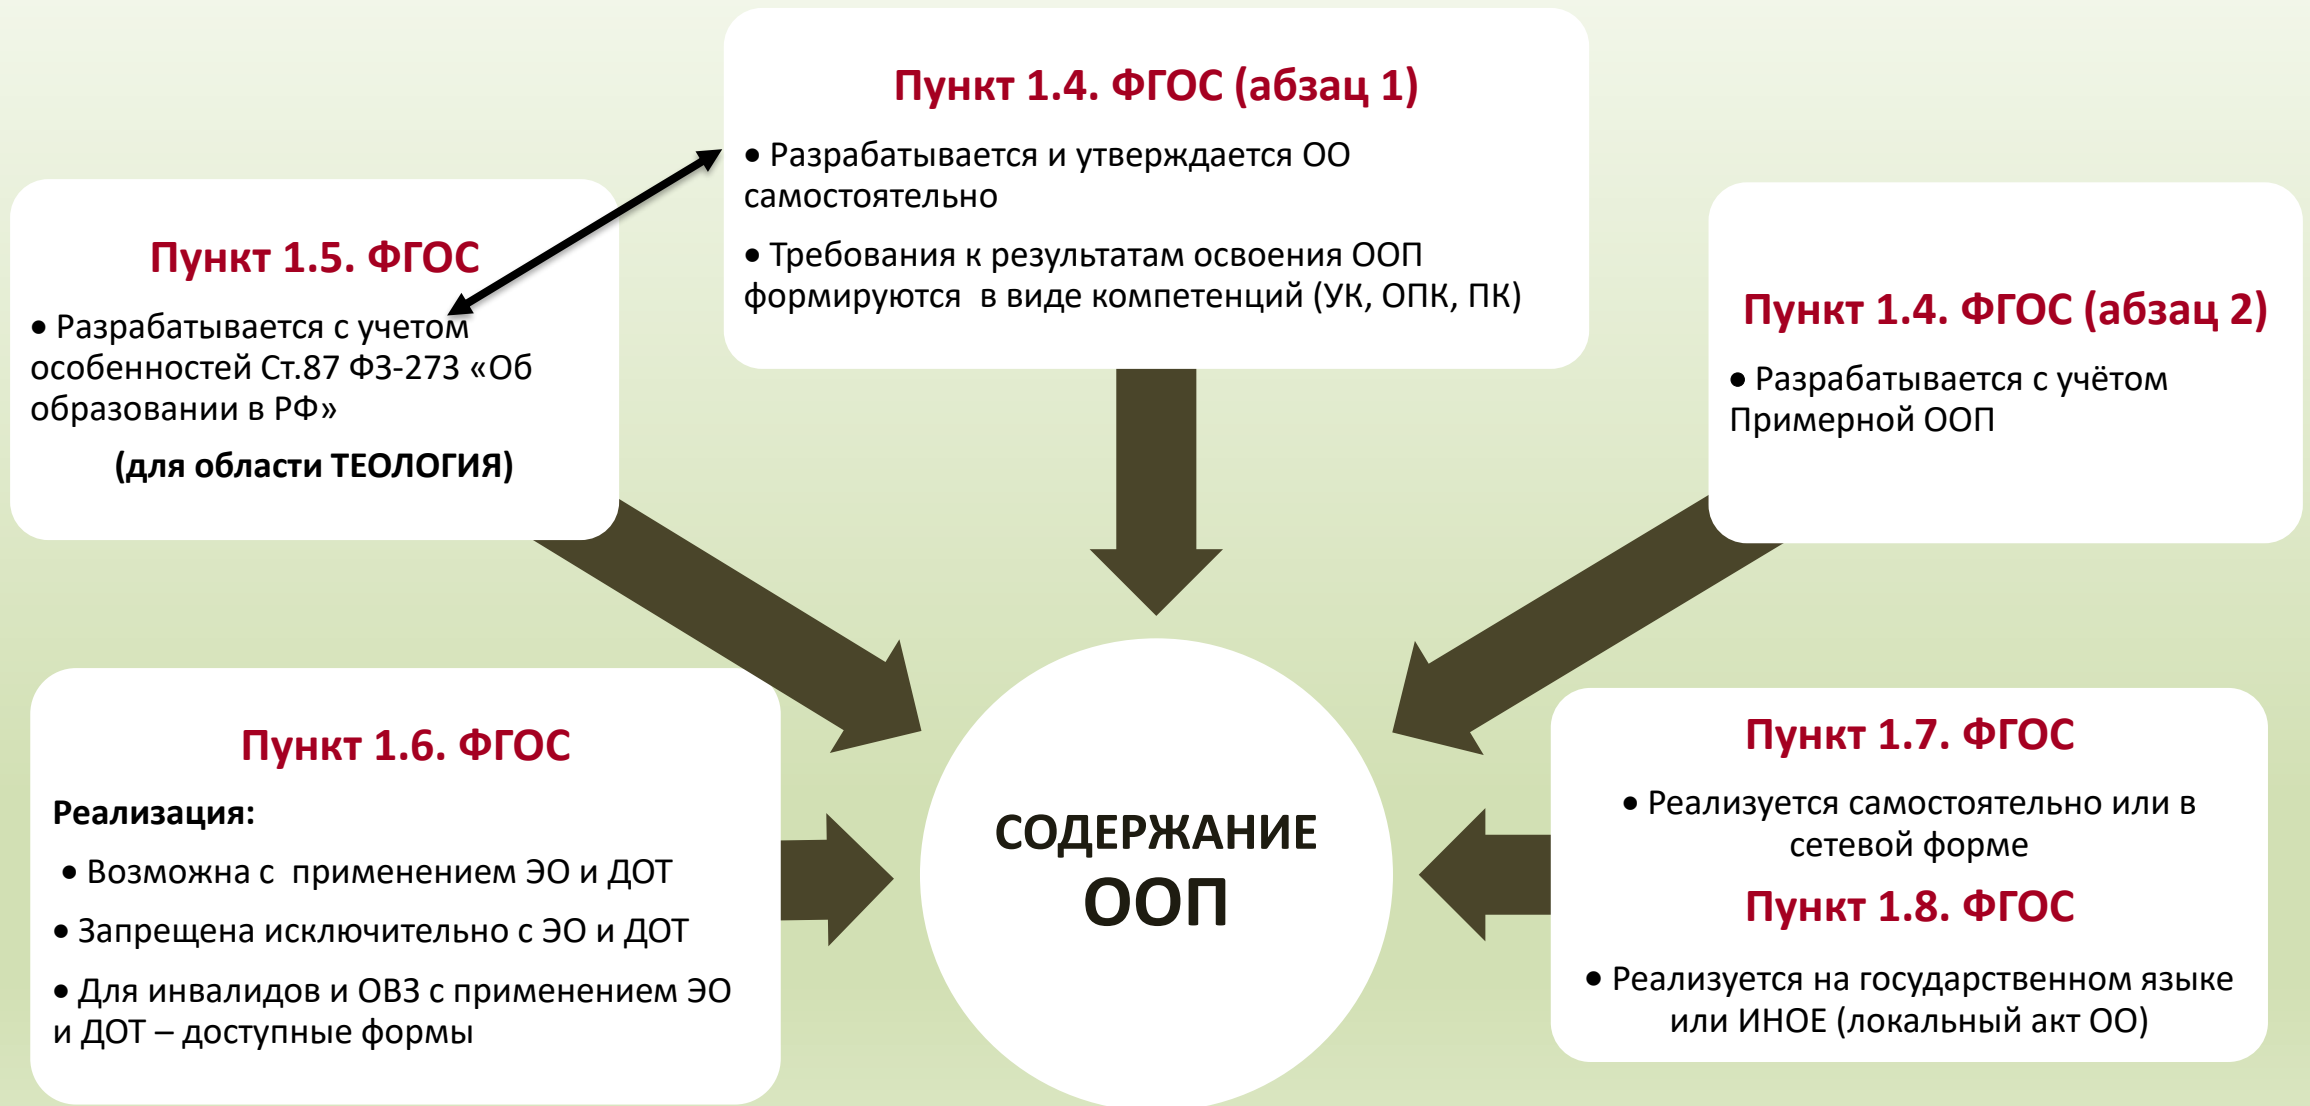 Пункт 1.4. ФГОС (абзац 1)
• Разрабатывается и утверждается ОО
самостоятельно
• Требования к результатам освоения ООП
формируются в виде компетенций (УК, ОПК, ПК)
Пункт 1.5. ФГОС
• Разрабатывается с учетом
особенностей Ст.87 ФЗ-273 «Об
образовании в РФ»
(для области ТЕОЛОГИЯ)
Пункт 1.4. ФГОС (абзац 2)
• Разрабатывается с учётом
Примерной ООП
Пункт 1.6. ФГОС
Реализация:
• Возможна с применением ЭО и ДОТ
• Запрещена исключительно с ЭО и ДОТ
• Для инвалидов и ОВЗ с применением ЭО
и ДОТ – доступные формы
СОДЕРЖАНИЕ
ООП
Пункт 1.7. ФГОС
• Реализуется самостоятельно или в
сетевой форме
Пункт 1.8. ФГОС
• Реализуется на государственном языке
или ИНОЕ (локальный акт ОО)